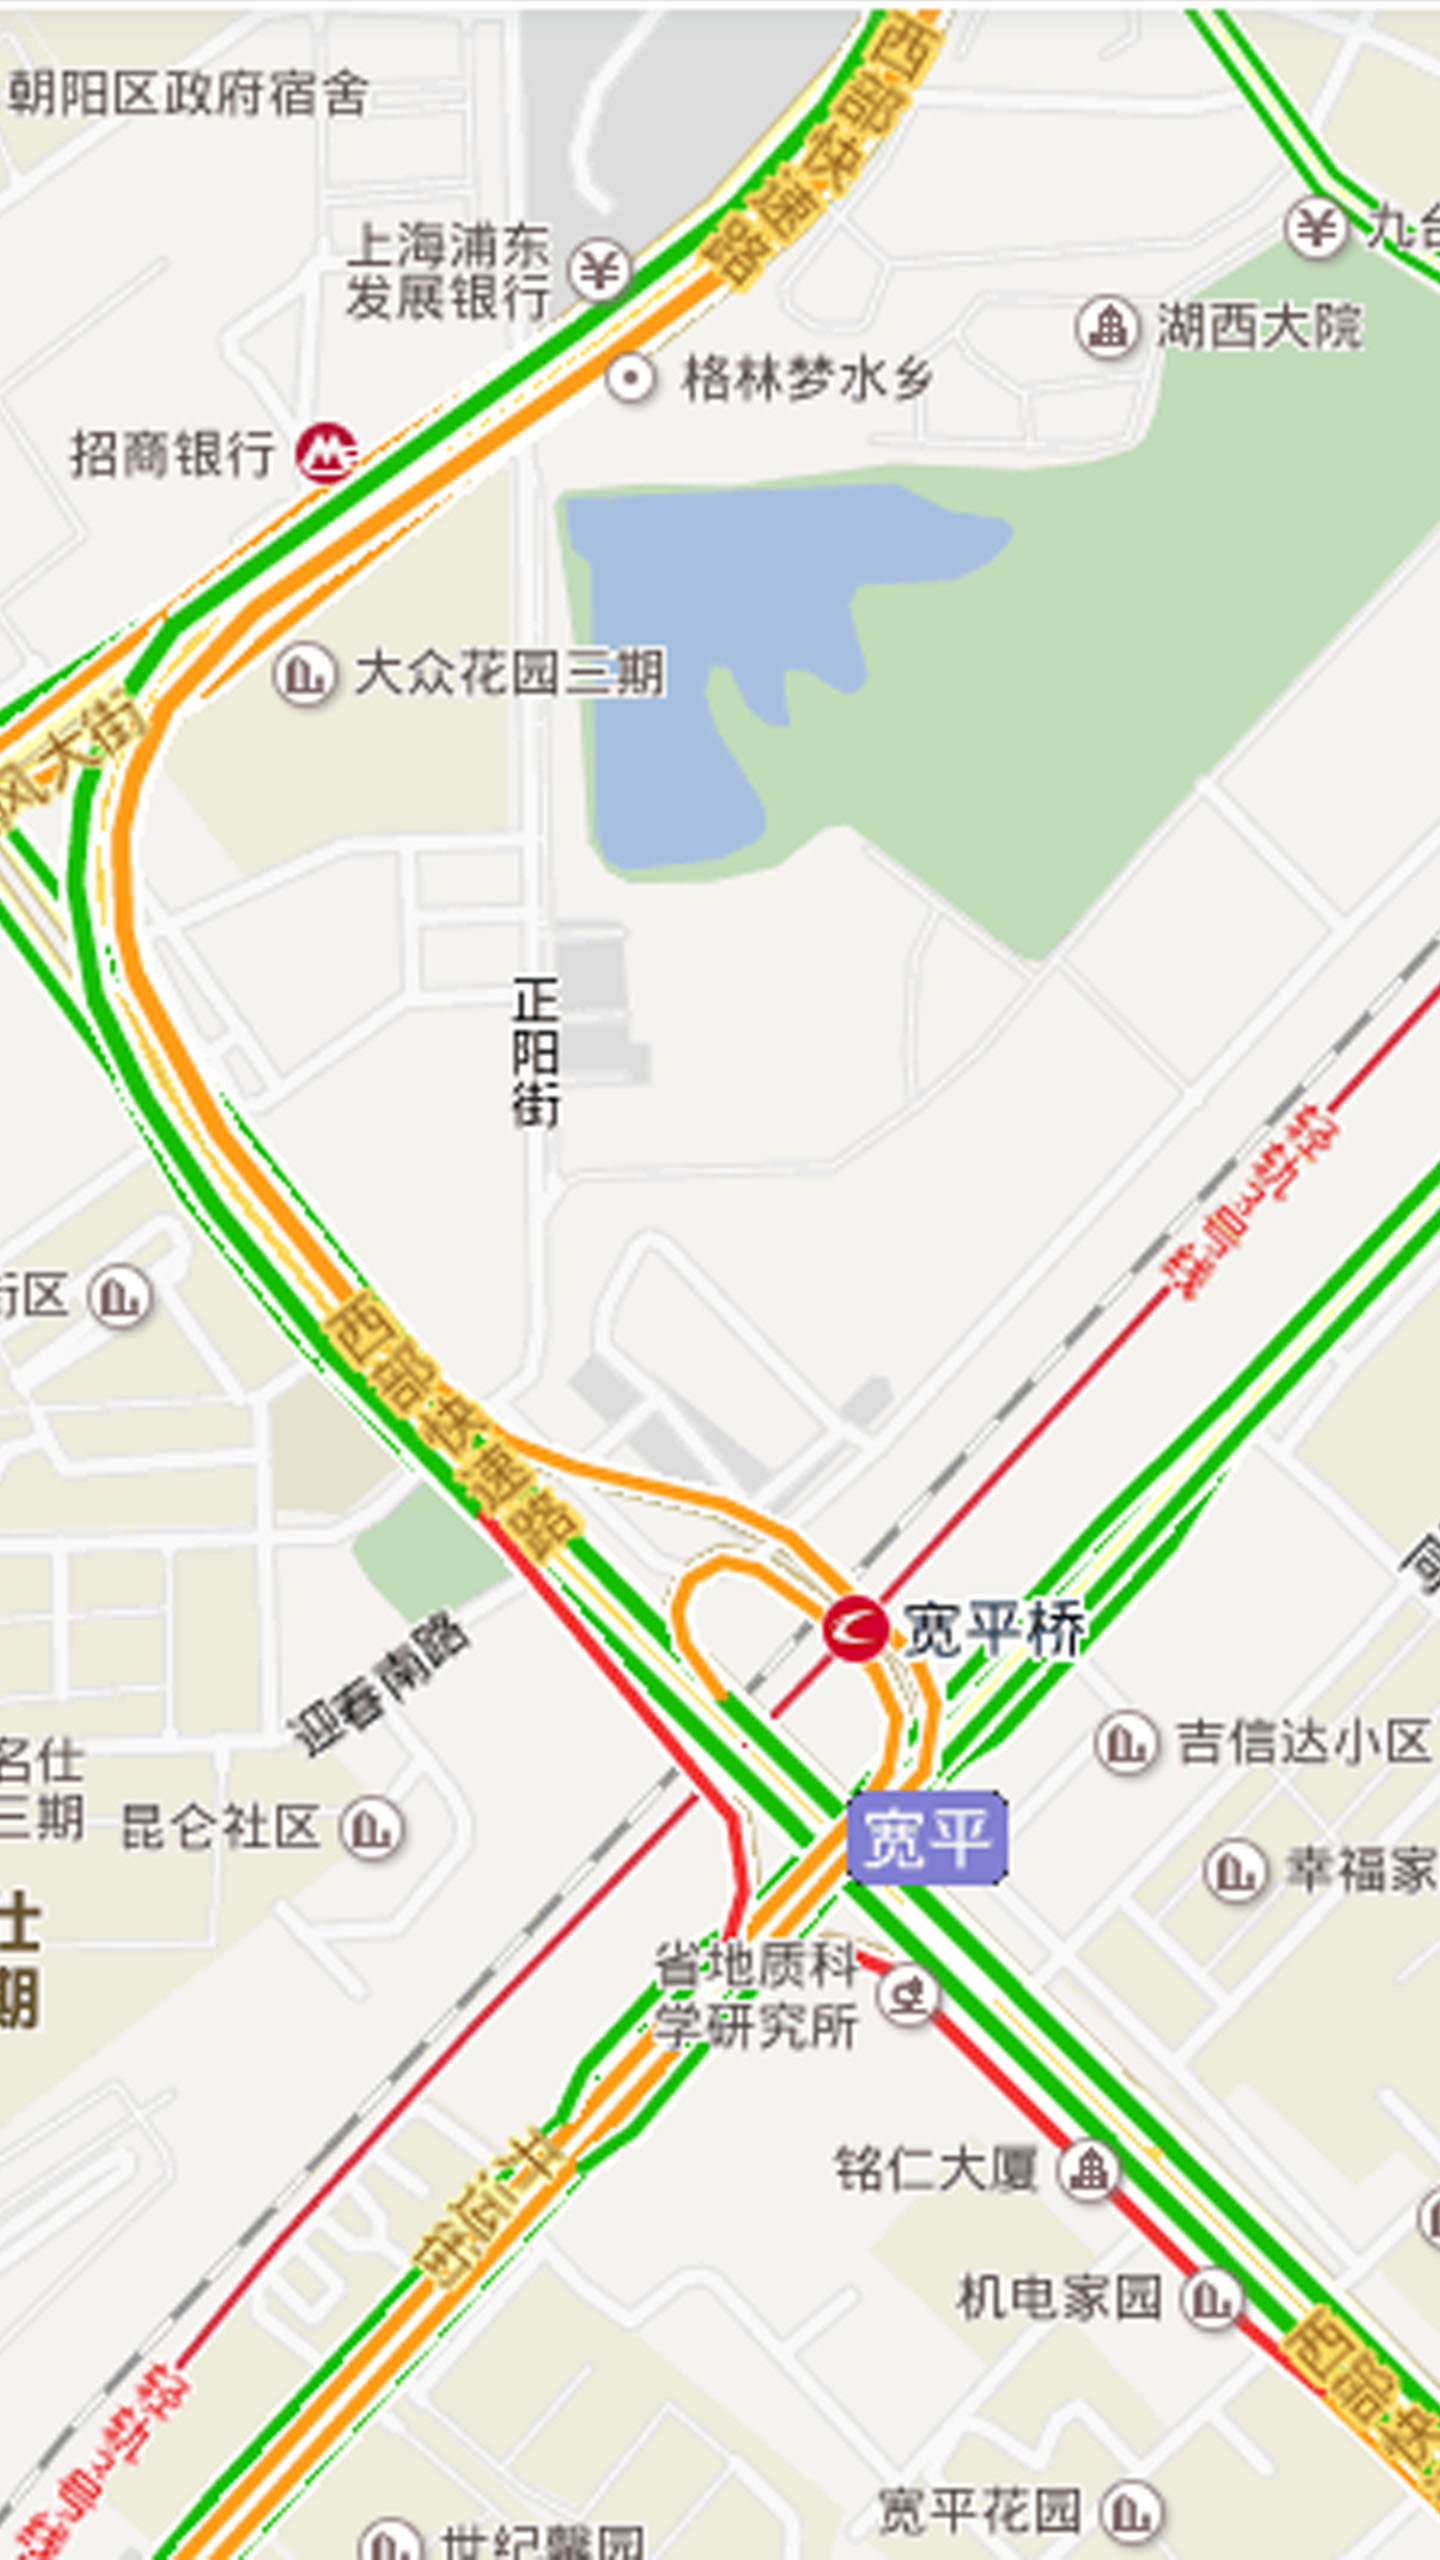 西部快速路
朝阳区政府宿舍
上海浦东
发展银行
九台
湖西大院
格林梦水乡
招商银行
大众花园三期
风大街
正阳街
轻轨3号线
街区
西部快速路
宽平桥
迎春南路
吉信达小区
名仕
三期
昆仑社区
宽平
幸福家
仕
期
省地质科
学研究所
铭仁大厦
机电家园
西部快
轻轨3号线
宽平花园
世纪馨园